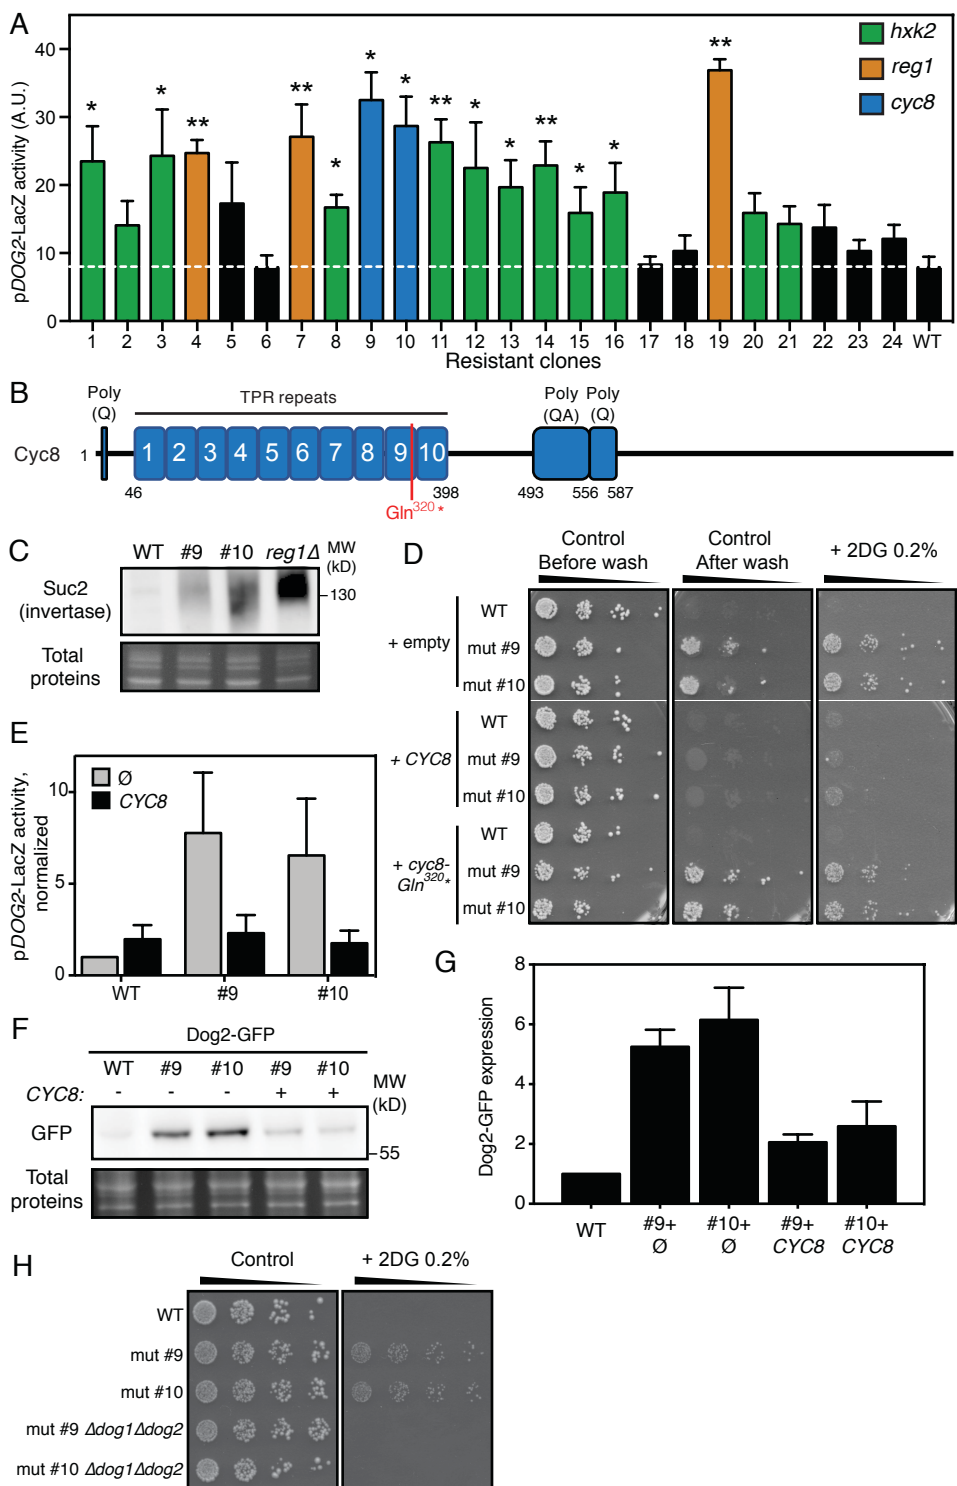 A
pDOG2-LacZ activity (A.U.)
40
30
20
10
0
* * ** ** * * * ** * * ** * * **
hxk2
reg1
cyc8
1 2 3 4 5 6 7 8 9 10 11 12 13 14 15 16 17 18 19 20 21 22 23 24 WT
Resistant clones
B
Poly (Q)
TPR repeats
Poly (QA)
Poly (Q)
Cyc8
1
1 2 3 4 5 6 7 8 9 10
46
398
493 556 587
Gln320*
C
WT #9 #10 reg1Δ
MW (kD)
Suc2 (invertase)
130
Total proteins
D
Control Before wash
Control After wash
+ 2DG 0.2%
+ empty
WT
mut #9
mut #10
+ CYC8
WT
mut #9
mut #10
+ cyc8-Gln320*
WT
mut #9
mut #10
E
pDOG2-LacZ activity, normalized
10
5
0
Ø
CYC8
WT #9 #10
F
Dog2-GFP
WT #9 #10 #9 #10
CYC8: - - - + +
MW (kD)
GFP
55
Total proteins
G
Dog2-GFP expression
8
6
4
2
0
WT
#9+ Ø
#10+ Ø
#9+ CYC8
#10+ CYC8
H
Control
+ 2DG 0.2%
WT
mut #9
mut #10
mut #9 Δdog1Δdog2
mut #10 Δdog1Δdog2